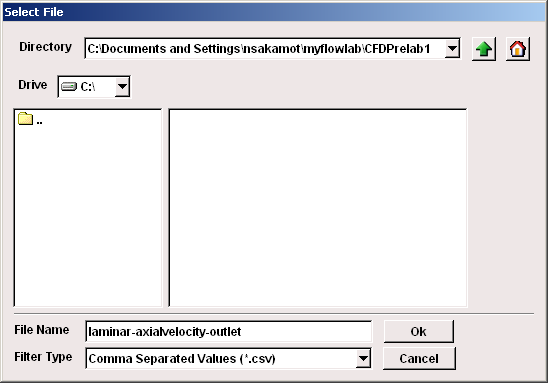 Select File
Directory C:\Documents and Settings\nsakamot\myflowlab\CFDPrelab1
Drive C:\
..
File Name laminar-axialvelocity-outlet Ok
Filter Type Comma Separated Values (*.csv) Cancel